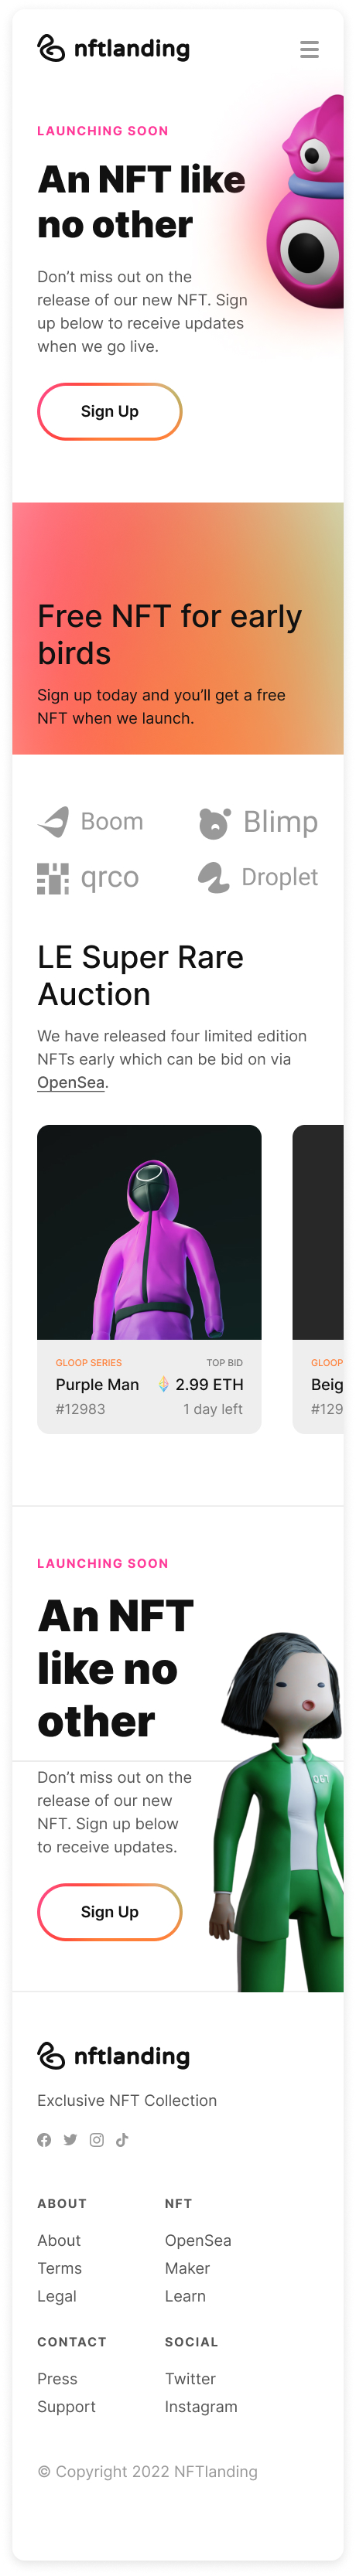 nftlanding
LAUNCHING SOON
An NFT like
no other
Don’t miss out on the
release of our new NFT. Sign
up below to receive updates
when we go live.
Sign Up
Free NFT for early
birds
Sign up today and you’ll get a free
NFT when we launch.
Boom
Blimp
qrco
Droplet
LE Super Rare
Auction
We have released four limited edition
NFTs early which can be bid on via
OpenSea.
GLOOP SERIES
TOP BID
Purple Man
2.99 ETH
#12983
1 day left
GLOOP
Beig
#129
LAUNCHING SOON
An NFT
like no
other
067
Don’t miss out on the
release of our new
NFT. Sign up below
to receive updates.
Sign Up
nftlanding
Exclusive NFT Collection
ABOUT
About
Terms
Legal
NFT
OpenSea
Maker
Learn
CONTACT
Press
Support
SOCIAL
Twitter
Instagram
© Copyright 2022 NFTlanding